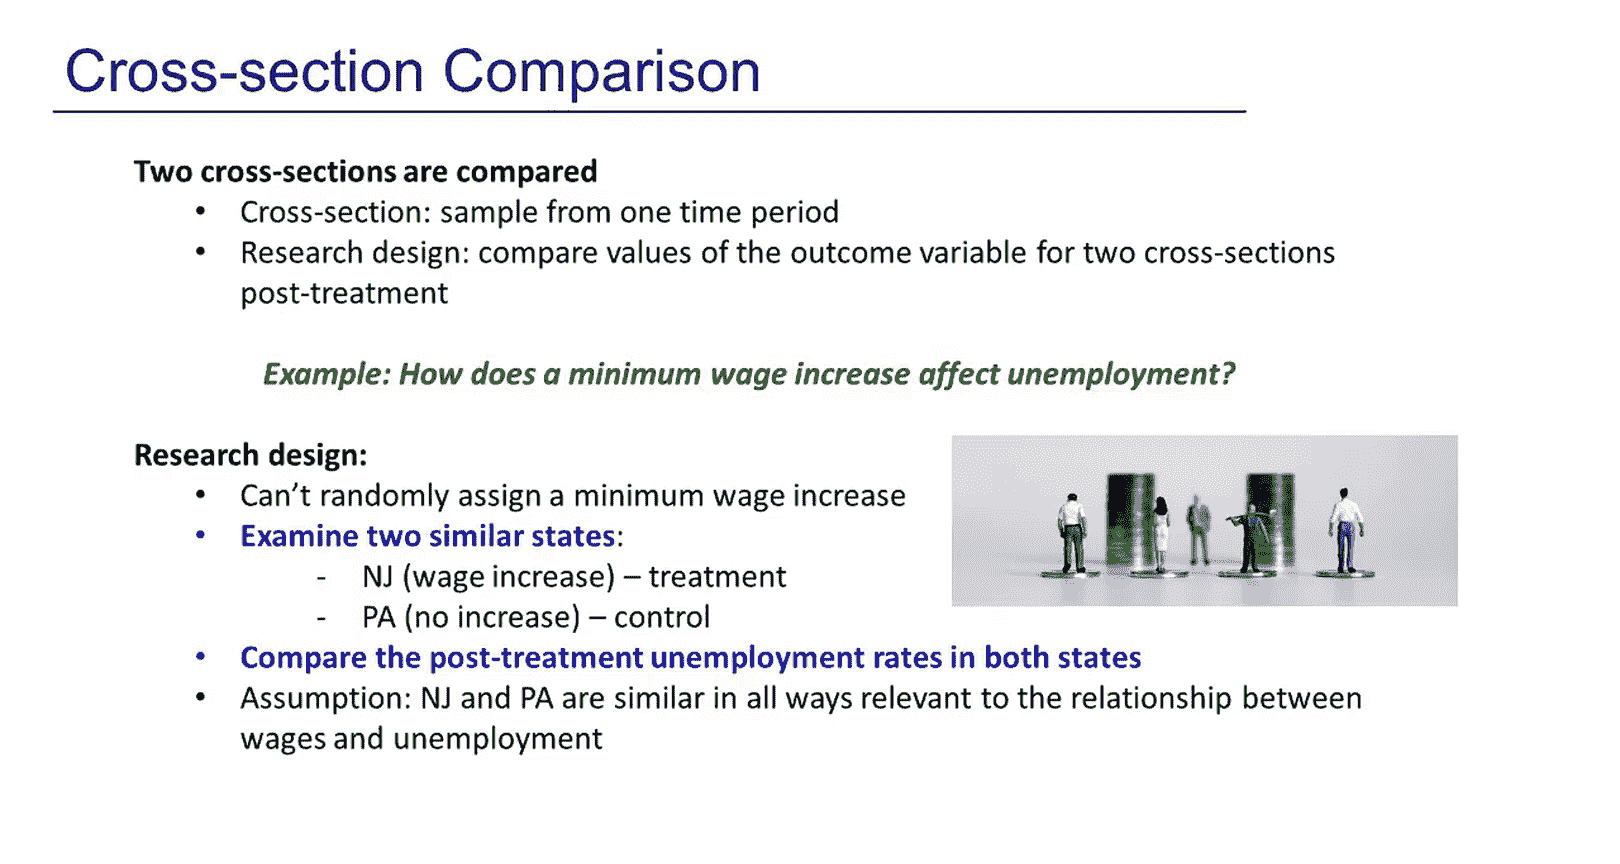 Cross-section Comparison
Two cross-sections are compared
• Cross-section: sample from one time period
• Research design: compare values of the outcome variable for two cross-sections
post-treatment
Example: How does a minimum wage increase affect unemployment?
Research design:
• Can’t randomly assign a minimum wage increase
• Examine two similar states:
- NJ (wage increase) – treatment
- PA (no increase) – control
• Compare the post-treatment unemployment rates in both states
• Assumption: NJ and PA are similar in all ways relevant to the relationship between
wages and unemployment